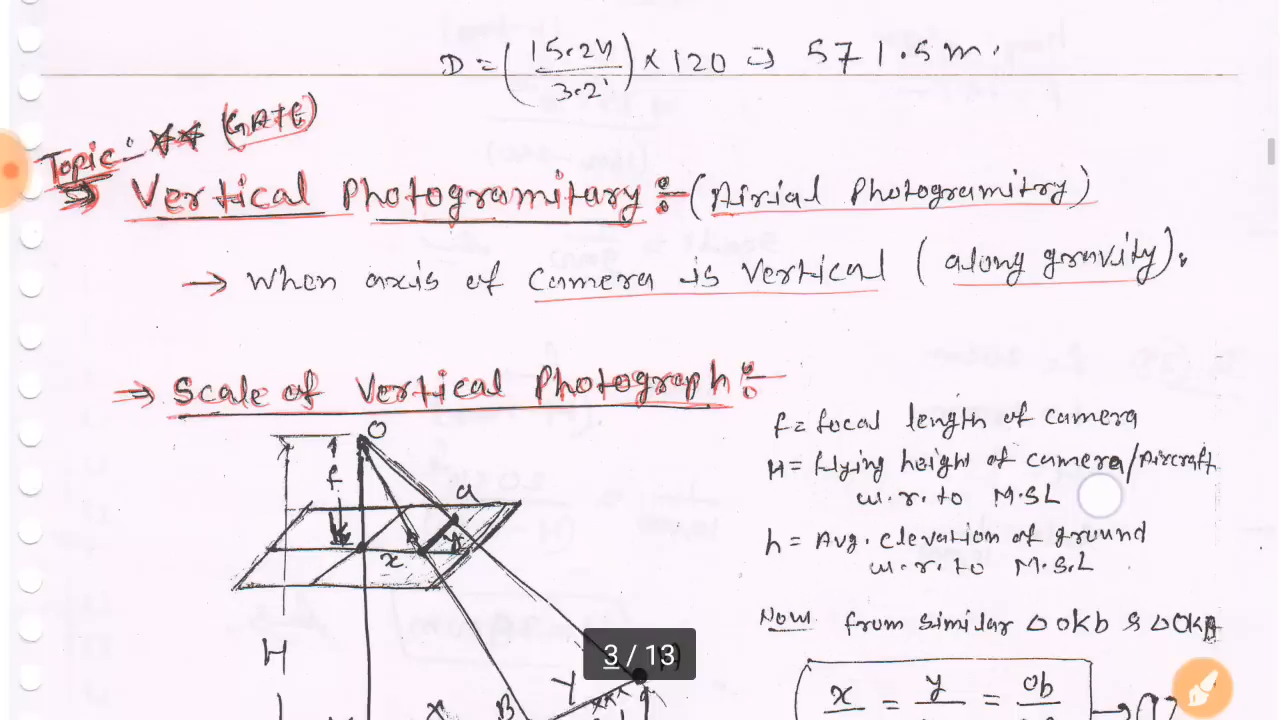 D = (15.24/3.2) × 120 ⇒ 571.5 m.
Topic:- ** (GATE)
⇒ Vertical Photogramitary :- (Airial Photogramitry)
→ When axis of camera is vertical (along gravity).
⇒ Scale of Vertical Photograph :-
O
f = focal length of camera
f
H = flying height of camera/Aircraft
w.r. to M.S.L
a
h = Avg. elevation of ground
w.r. to M.S.L
x
y
Now from similar △ okb & △ OKB
H
3 / 13
A
Y
X
B
x y = ob